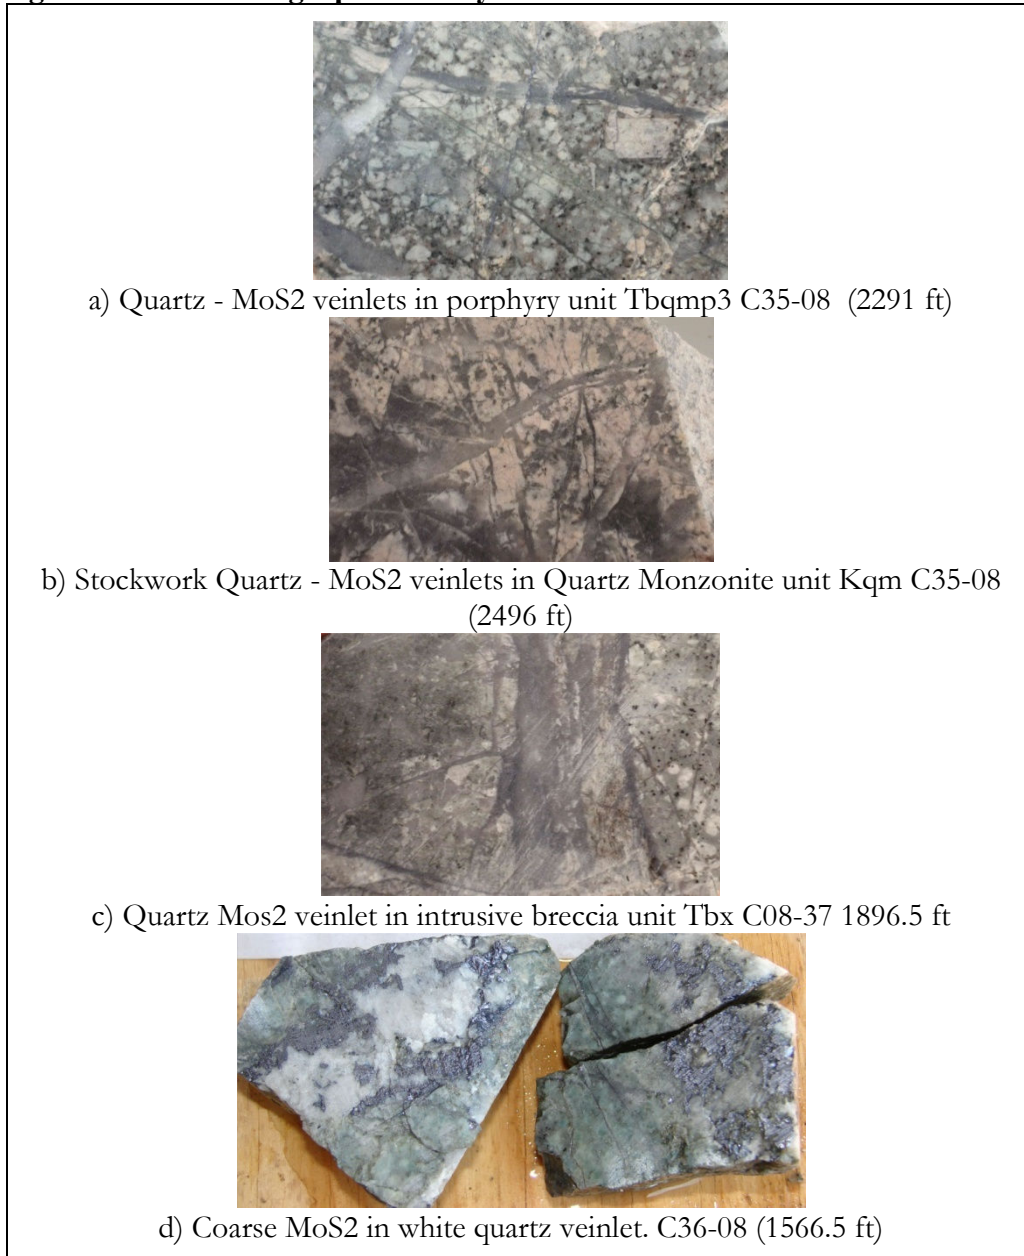 a) Quartz - MoS2 veinlets in porphyry unit Tbqmp3 C35-08 (2291 ft)
b) Stockwork Quartz - MoS2 veinlets in Quartz Monzonite unit Kqm C35-08
(2496 ft)
c) Quartz Mos2 veinlet in intrusive breccia unit Tbx C08-37 1896.5 ft
d) Coarse MoS2 in white quartz veinlet. C36-08 (1566.5 ft)